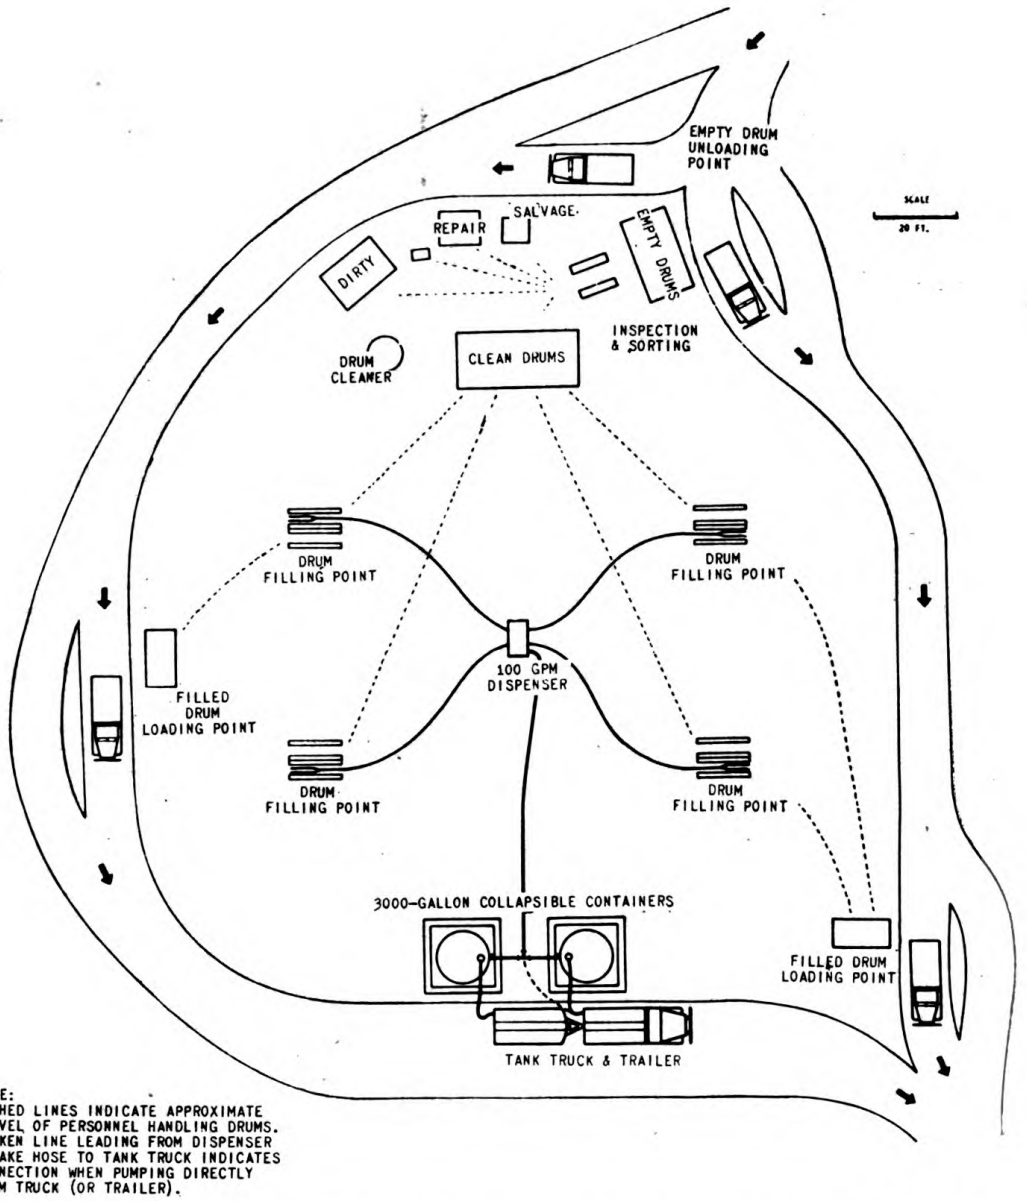 EMPTY DRUM
UNLOADING
POINT
SCALE
20 FT.
SALVAGE
REPAIR
EMPTY DRUMS
DIRTY
INSPECTION
& SORTING
DRUM
CLEANER
CLEAN DRUMS
DRUM
FILLING POINT
DRUM
FILLING POINT
100 GPM
DISPENSER
FILLED
DRUM
LOADING POINT
DRUM
FILLING POINT
DRUM
FILLING POINT
3000-GALLON COLLAPSIBLE CONTAINERS
FILLED DRUM
LOADING POINT
TANK TRUCK & TRAILER
E:
HED LINES INDICATE APPROXIMATE
VEL OF PERSONNEL HANDLING DRUMS.
KEN LINE LEADING FROM DISPENSER
AKE HOSE TO TANK TRUCK INDICATES
NECTION WHEN PUMPING DIRECTLY
M TRUCK (OR TRAILER).